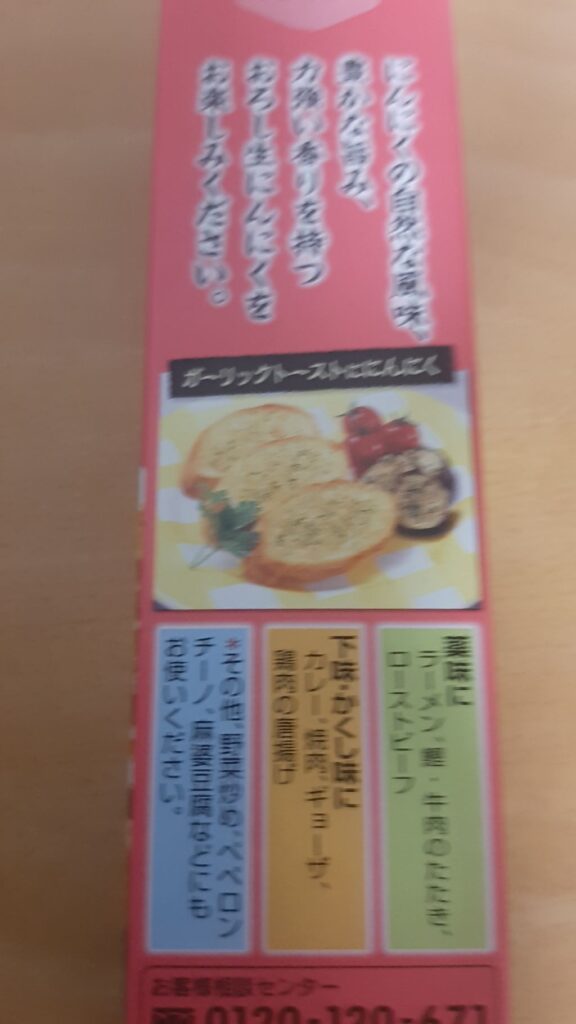 にんにくの自然な風味、
豊かな旨み、
力強い香りを持つ
おろし生にんにくを
お楽しみください。
ガーリックトーストににんにく
薬味に
ラーメン、鰹・牛肉のたたき、
ローストビーフ
下味・かくし味に
カレー、焼肉、ギョーザ、
鶏肉の唐揚げ
*その他、野菜炒め、ペペロン
チーノ、麻婆豆腐などにも
お使いください。
お客様相談センター
0120-120-671